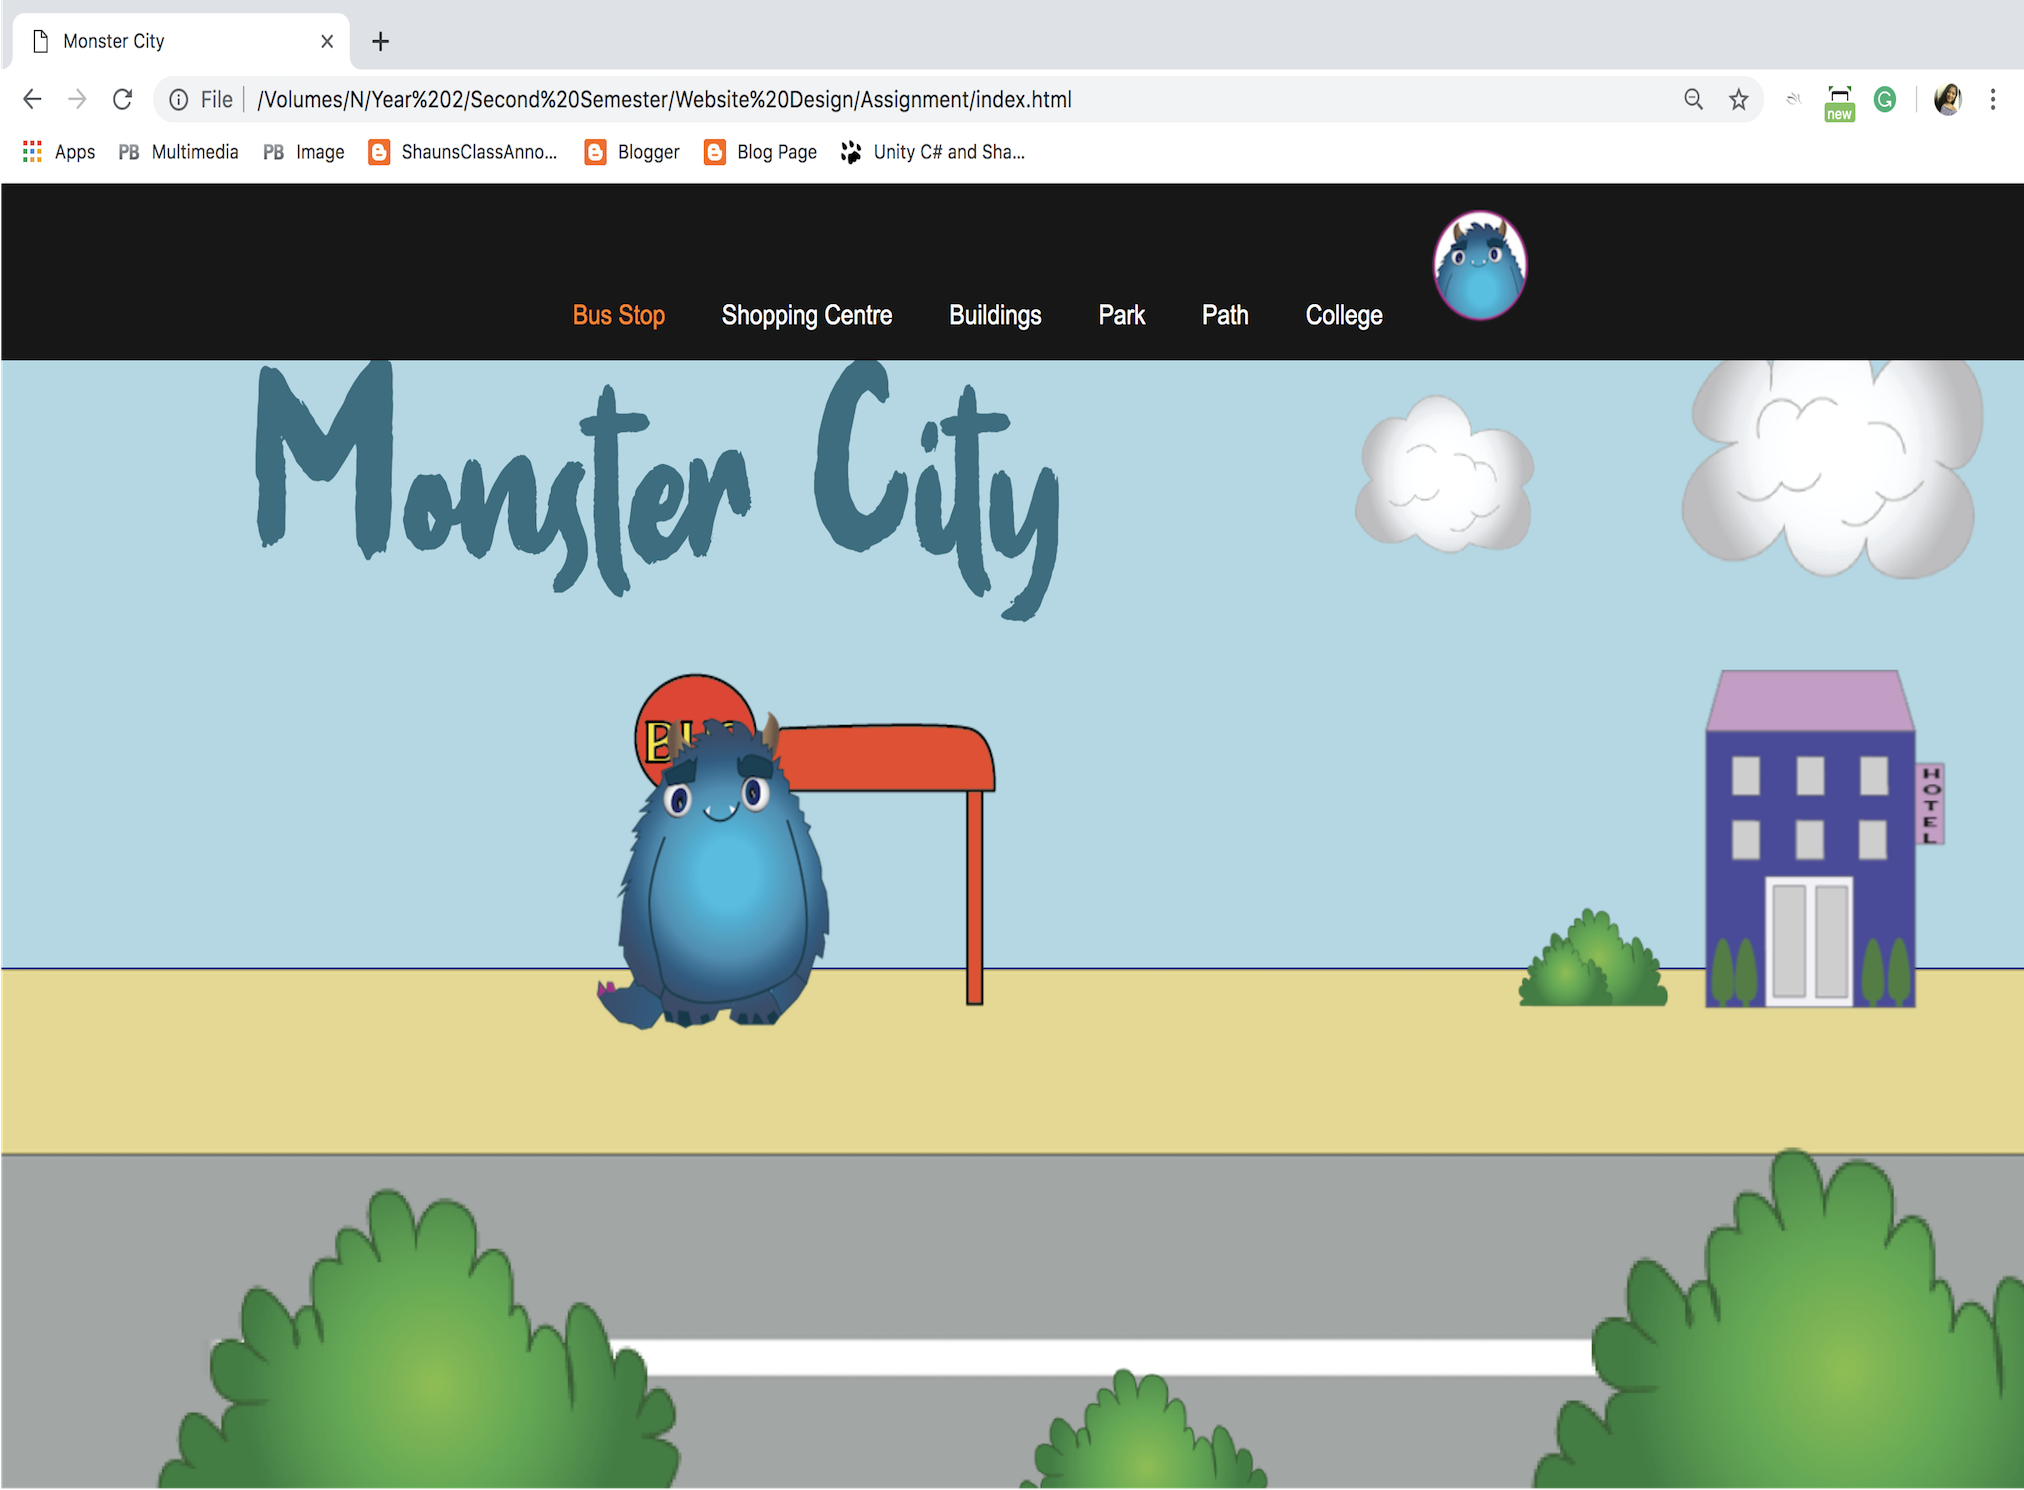 Monster City
File /Volumes/N/Year%202/Second%20Semester/Website%20Design/Assignment/index.html
new
Apps PB Multimedia PB Image ShaunsClassAnno... Blogger Blog Page Unity C# and Sha...
Bus Stop Shopping Centre Buildings Park Path College
Monster City
HOTEL